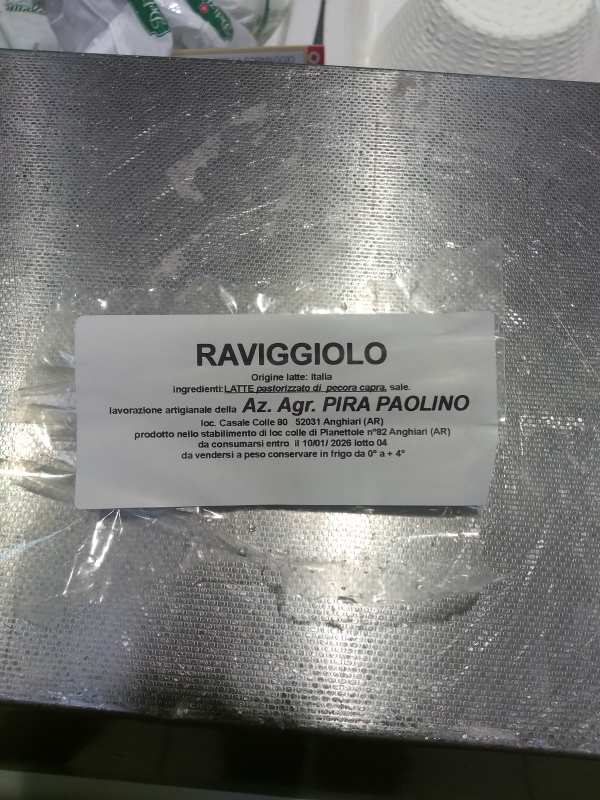 RAVIGGIOLO
Origine latte: Italia
ingredienti:LATTE pastorizzato di pecora capra, sale.
lavorazione artigianale della Az. Agr. PIRA PAOLINO
loc. Casale Colle 80 52031 Anghiari (AR)
prodotto nello stabilimento di loc colle di Pianettole n°82 Anghiari (AR)
da consumarsi entro il 10/01/ 2026 lotto 04
da vendersi a peso conservare in frigo da 0° a + 4°